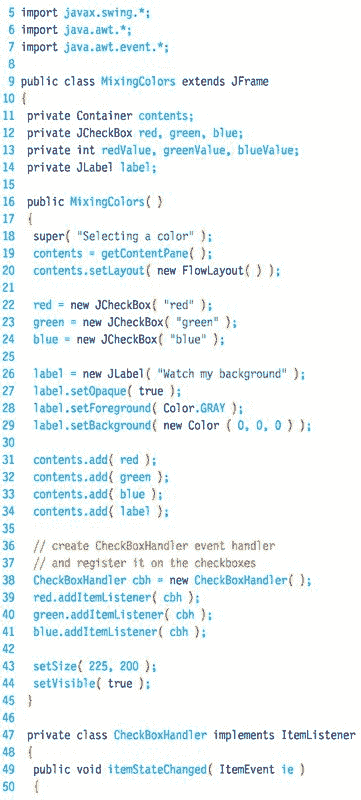 5 import javax.swing.*;
6 import java.awt.*;
7 import java.awt.event.*;
8
9 public class MixingColors extends JFrame
10 {
11 private Container contents;
12 private JCheckBox red, green, blue;
13 private int redValue, greenValue, blueValue;
14 private JLabel label;
15
16 public MixingColors( )
17 {
18 super( "Selecting a color" );
19 contents = getContentPane( );
20 contents.setLayout( new FlowLayout( ) );
21
22 red = new JCheckBox( "red" );
23 green = new JCheckBox( "green" );
24 blue = new JCheckBox( "blue" );
25
26 label = new JLabel( "Watch my background" );
27 label.setOpaque( true );
28 label.setForeground( Color.GRAY );
29 label.setBackground( new Color ( 0, 0, 0 ) );
30
31 contents.add( red );
32 contents.add( green );
33 contents.add( blue );
34 contents.add( label );
35
36 // create CheckBoxHandler event handler
37 // and register it on the checkboxes
38 CheckBoxHandler cbh = new CheckBoxHandler( );
39 red.addItemListener( cbh );
40 green.addItemListener( cbh );
41 blue.addItemListener( cbh );
42
43 setSize( 225, 200 );
44 setVisible( true );
45 }
46
47 private class CheckBoxHandler implements ItemListener
48 {
49 public void itemStateChanged( ItemEvent ie )
50 {